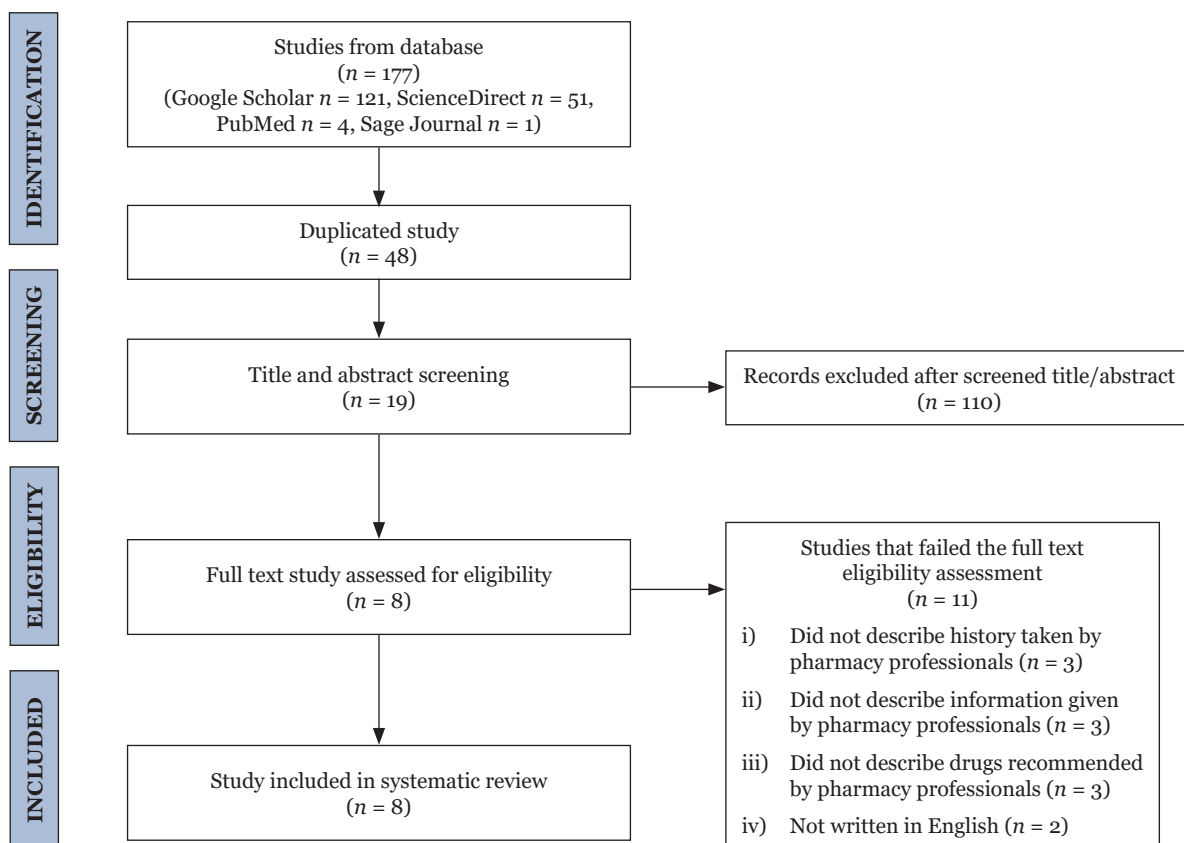 IDENTIFICATION
Studies from database
(n = 177)
(Google Scholar n = 121, ScienceDirect n = 51,
PubMed n = 4, Sage Journal n = 1)
Duplicated study
(n = 48)
SCREENING
Title and abstract screening
(n = 19)
Records excluded after screened title/abstract
(n = 110)
ELIGIBILITY
Full text study assessed for eligibility
(n = 8)
Studies that failed the full text
eligibility assessment
(n = 11)
i) Did not describe history taken by
pharmacy professionals (n = 3)
ii) Did not describe information given
by pharmacy professionals (n = 3)
iii) Did not describe drugs recommended
by pharmacy professionals (n = 3)
iv) Not written in English (n = 2)
INCLUDED
Study included in systematic review
(n = 8)